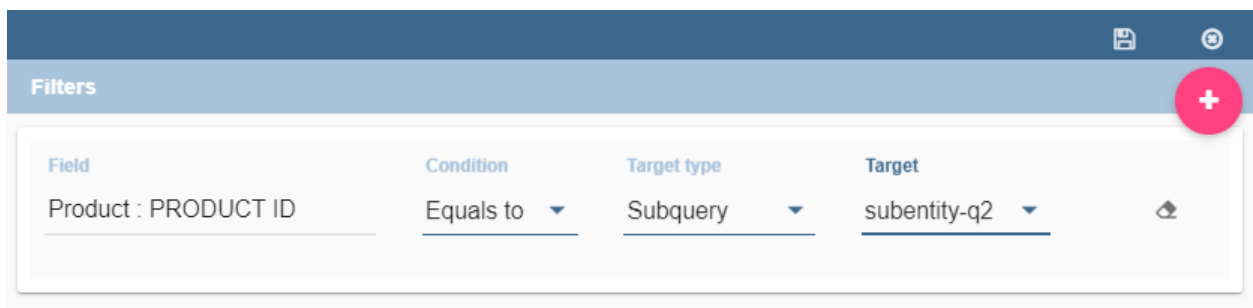 Filters
Field Condition Target type Target
Product : PRODUCT ID Equals to Subquery subentity-q2